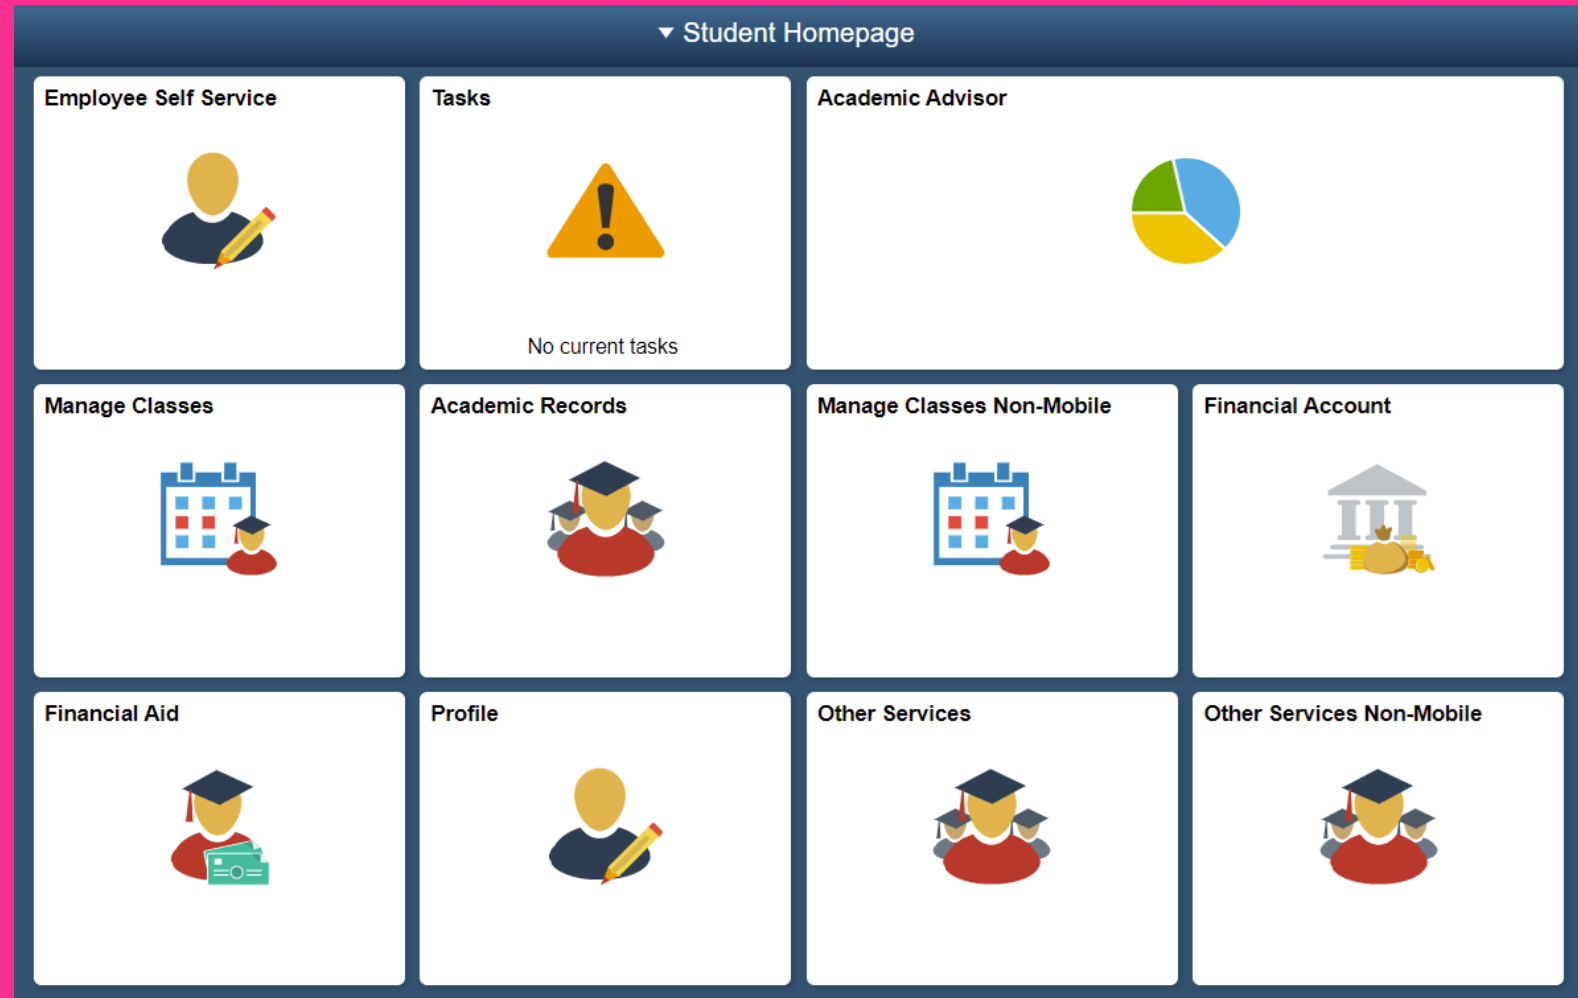 Student Homepage
Employee Self Service
Tasks
Academic Advisor
No current tasks
Manage Classes
Academic Records
Manage Classes Non-Mobile
Financial Account
Financial Aid
Profile
Other Services
Other Services Non-Mobile